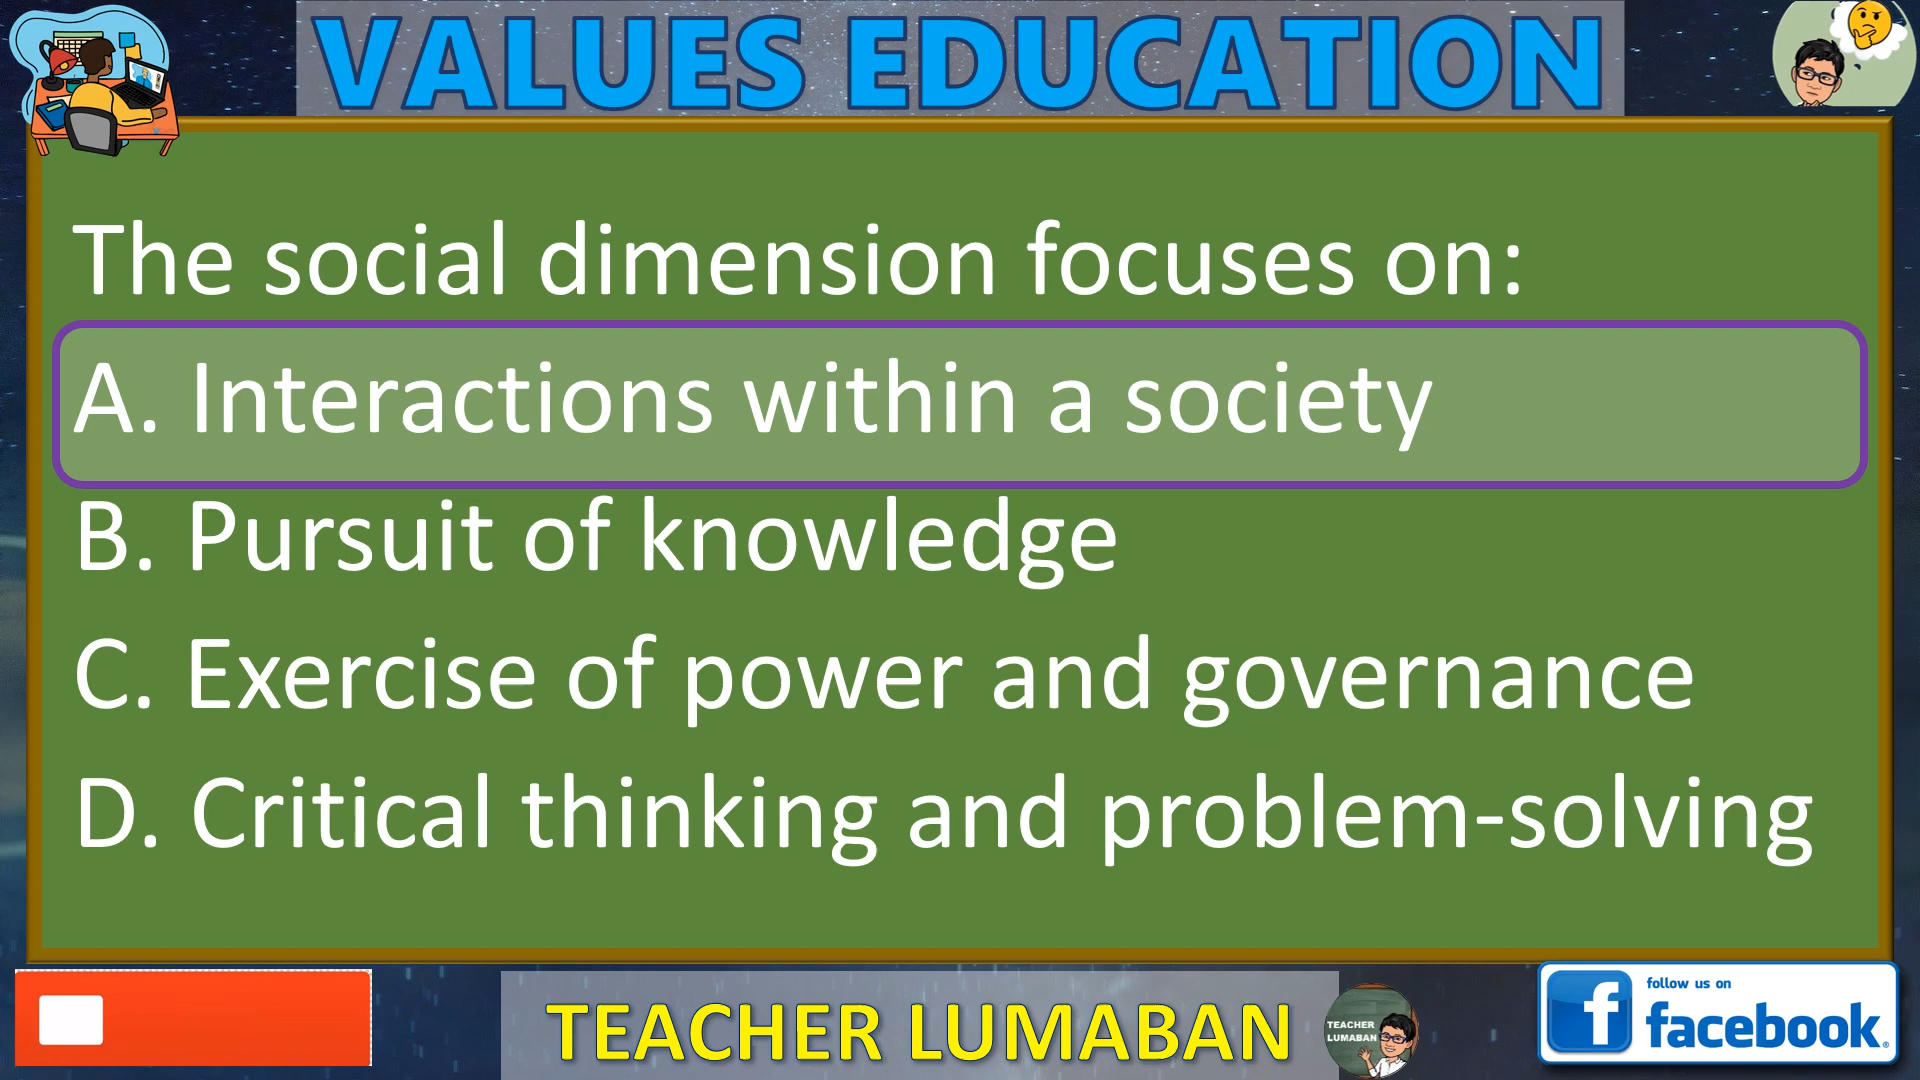 VALUES EDUCATION
The social dimension focuses on:
A. Interactions within a society
B. Pursuit of knowledge
C. Exercise of power and governance
D. Critical thinking and problem-solving
TEACHER LUMABAN
TEACHER
LUMABAN
follow us on
facebook.